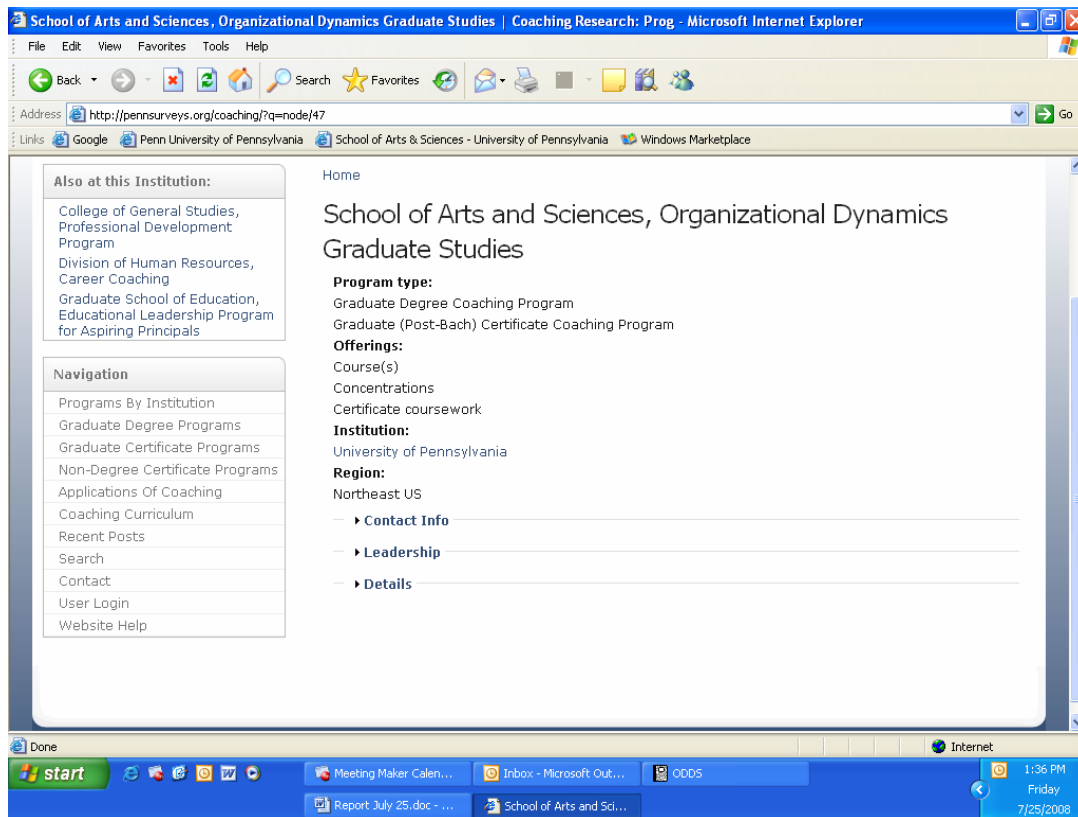 School of Arts and Sciences, Organizational Dynamics Graduate Studies | Coaching Research: Prog - Microsoft Internet Explorer
File Edit View Favorites Tools Help
Back Search Favorites
Address http://pennsurveys.org/coaching/?q=node/47 Go
Links Google Penn University of Pennsylvania School of Arts & Sciences - University of Pennsylvania Windows Marketplace
Also at this Institution:
College of General Studies,
Professional Development
Program
Division of Human Resources,
Career Coaching
Graduate School of Education,
Educational Leadership Program
for Aspiring Principals
Navigation
Programs By Institution
Graduate Degree Programs
Graduate Certificate Programs
Non-Degree Certificate Programs
Applications Of Coaching
Coaching Curriculum
Recent Posts
Search
Contact
User Login
Website Help
Home
School of Arts and Sciences, Organizational Dynamics
Graduate Studies
Program type:
Graduate Degree Coaching Program
Graduate (Post-Bach) Certificate Coaching Program
Offerings:
Course(s)
Concentrations
Certificate coursework
Institution:
University of Pennsylvania
Region:
Northeast US
Contact Info
Leadership
Details
Done Internet
start Meeting Maker Calen... Inbox - Microsoft Out... ODDS 1:36 PM
Friday
Report July 25.doc - ... School of Arts and Sci... 7/25/2008